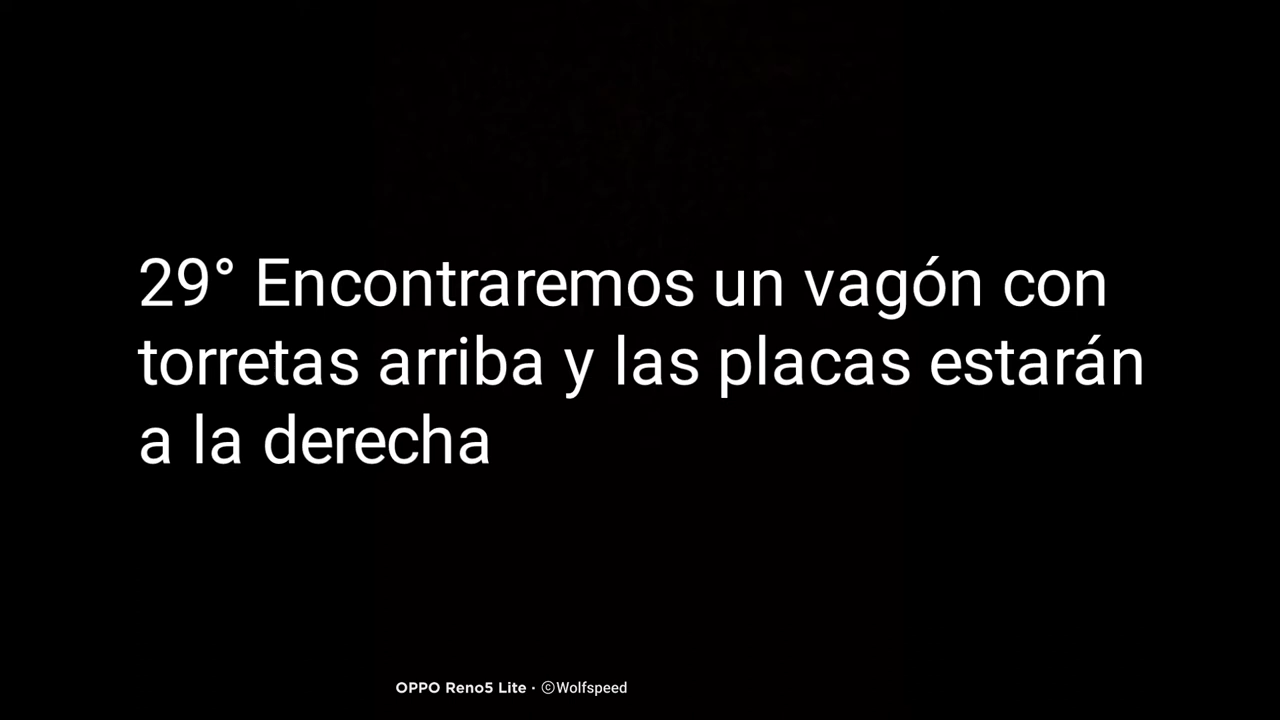 29° Encontraremos un vagón con
torretas arriba y las placas estarán
a la derecha
OPPO Reno5 Lite · ©Wolfspeed